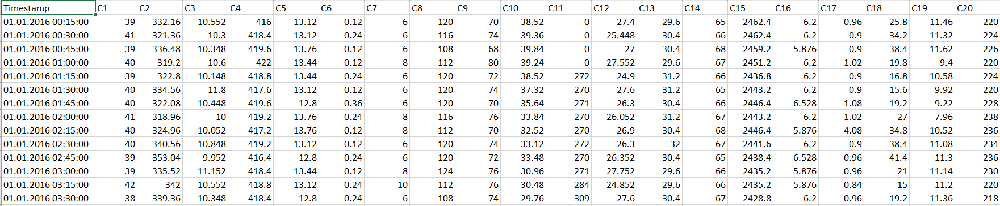 Timestamp C1 C2 C3 C4 C5 C6 C7 C8 C9 C10 C11 C12 C13 C14 C15 C16 C17 C18 C19 C20
01.01.2016 00:15:00 39 332.16 10.552 416 13.12 0.12 6 120 70 38.52 0 27.4 29.6 65 2462.4 6.2 0.96 25.8 11.46 220
01.01.2016 00:30:00 41 321.36 10.3 418.4 13.12 0.24 6 116 74 39.36 0 25.448 30.4 66 2462.4 6.2 0.9 34.2 11.32 224
01.01.2016 00:45:00 39 336.48 10.348 419.6 13.76 0.12 6 108 68 39.84 0 27 30.4 68 2459.2 5.876 0.9 38.4 11.62 226
01.01.2016 01:00:00 40 319.2 10.6 422 13.44 0.12 8 112 80 39.24 0 27.552 29.6 67 2451.2 6.2 1.02 19.8 9.4 220
01.01.2016 01:15:00 39 322.8 10.148 418.8 13.44 0.24 6 120 72 38.52 272 24.9 31.2 66 2436.8 6.2 0.9 16.8 10.58 224
01.01.2016 01:30:00 40 334.56 11.8 417.6 13.12 0.12 6 120 74 37.32 270 27.6 31.2 65 2443.2 6.2 0.9 15.6 9.92 220
01.01.2016 01:45:00 40 322.08 10.448 419.6 12.8 0.36 6 120 70 35.64 271 26.3 30.4 66 2446.4 6.528 1.08 19.2 9.22 228
01.01.2016 02:00:00 41 318.96 10 419.2 13.76 0.24 8 116 76 33.84 270 26.052 31.2 67 2443.2 6.2 1.02 27 7.96 238
01.01.2016 02:15:00 40 324.96 10.052 417.2 13.76 0.12 8 112 70 32.52 270 26.9 30.4 68 2446.4 5.876 4.08 34.8 10.52 236
01.01.2016 02:30:00 40 340.56 10.848 419.2 13.12 0.12 6 120 74 33.12 272 26.3 32 67 2441.6 6.2 0.9 38.4 11.08 234
01.01.2016 02:45:00 39 353.04 9.952 416.4 12.8 0.24 6 120 72 33.48 270 26.352 30.4 65 2438.4 6.528 0.96 41.4 11.3 236
01.01.2016 03:00:00 39 335.52 11.152 418.4 13.44 0.12 8 124 76 30.96 271 27.752 29.6 66 2435.2 5.876 0.96 21 11.14 230
01.01.2016 03:15:00 42 342 10.552 418.8 13.12 0.24 10 112 76 30.48 284 24.852 29.6 66 2435.2 5.876 0.84 15 11.2 220
01.01.2016 03:30:00 38 339.36 10.348 418.4 12.8 0.24 6 108 74 29.76 309 27.6 30.4 67 2428.8 6.2 0.96 19.2 11.36 218